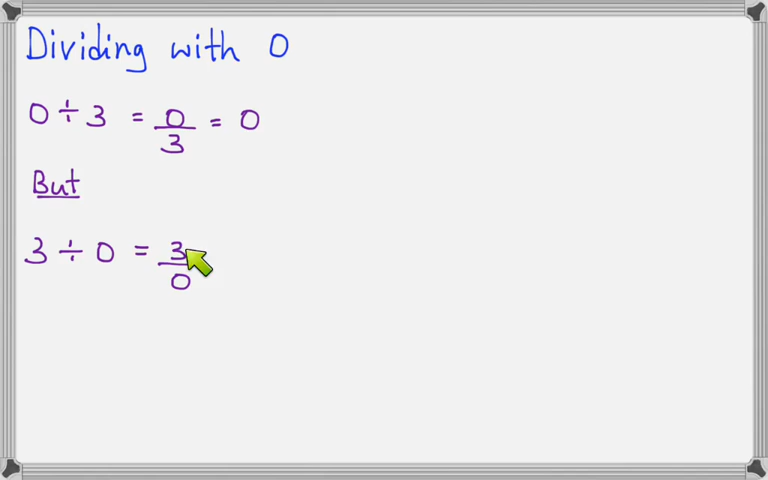 Dividing with 0
0 ÷ 3 = 0/3 = 0
But
3 ÷ 0 = 3/0